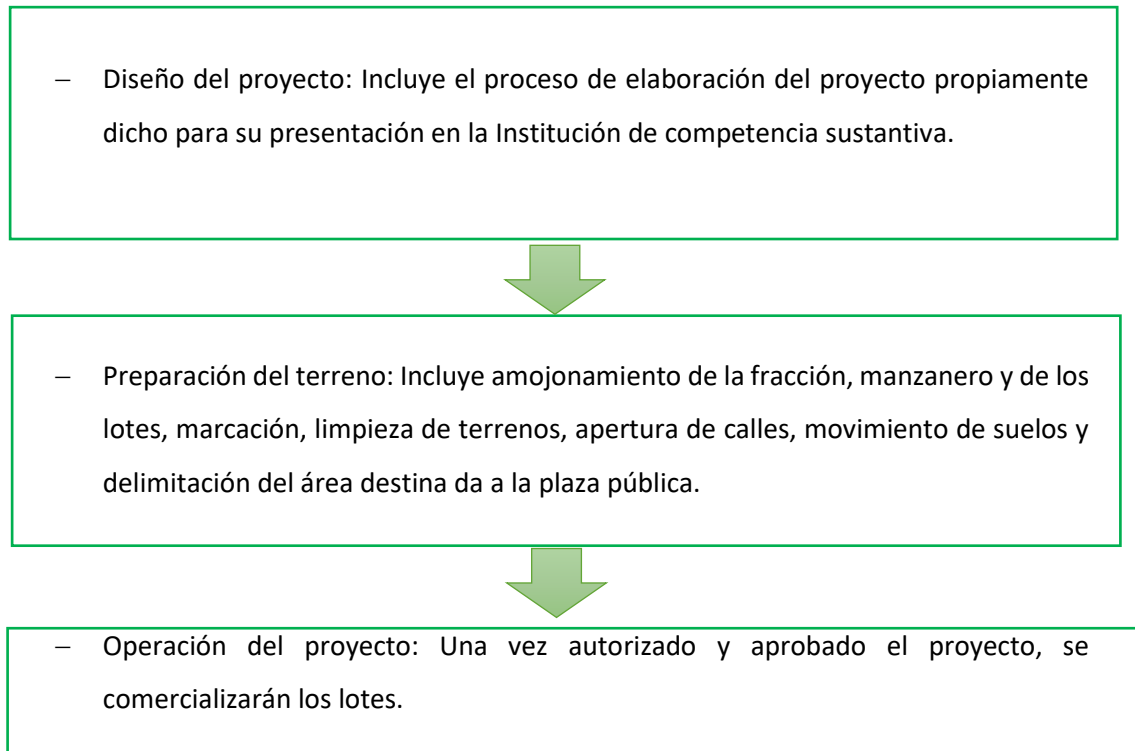 – Diseño del proyecto: Incluye el proceso de elaboración del proyecto propiamente
dicho para su presentación en la Institución de competencia sustantiva.
– Preparación del terreno: Incluye amojonamiento de la fracción, manzanero y de los
lotes, marcación, limpieza de terrenos, apertura de calles, movimiento de suelos y
delimitación del área destina da a la plaza pública.
– Operación del proyecto: Una vez autorizado y aprobado el proyecto, se
comercializarán los lotes.